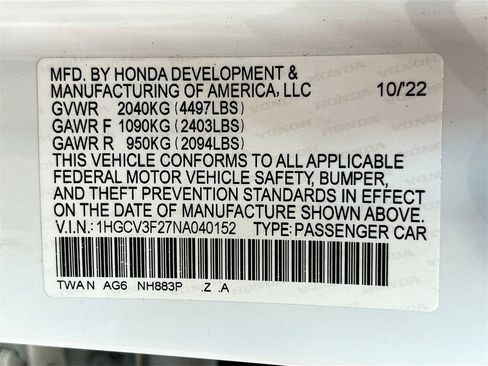 MFD. BY HONDA DEVELOPMENT &
MANUFACTURING OF AMERICA, LLC 10/'22
GVWR 2040KG (4497LBS)
GAWR F 1090KG (2403LBS)
GAWR R 950KG (2094LBS)
THIS VEHICLE CONFORMS TO ALL APPLICABLE
FEDERAL MOTOR VEHICLE SAFETY, BUMPER,
AND THEFT PREVENTION STANDARDS IN EFFECT
ON THE DATE OF MANUFACTURE SHOWN ABOVE.
V.I.N.: 1HGCV3F27NA040152 TYPE: PASSENGER CAR
TWA N AG6 NH883P .Z .A